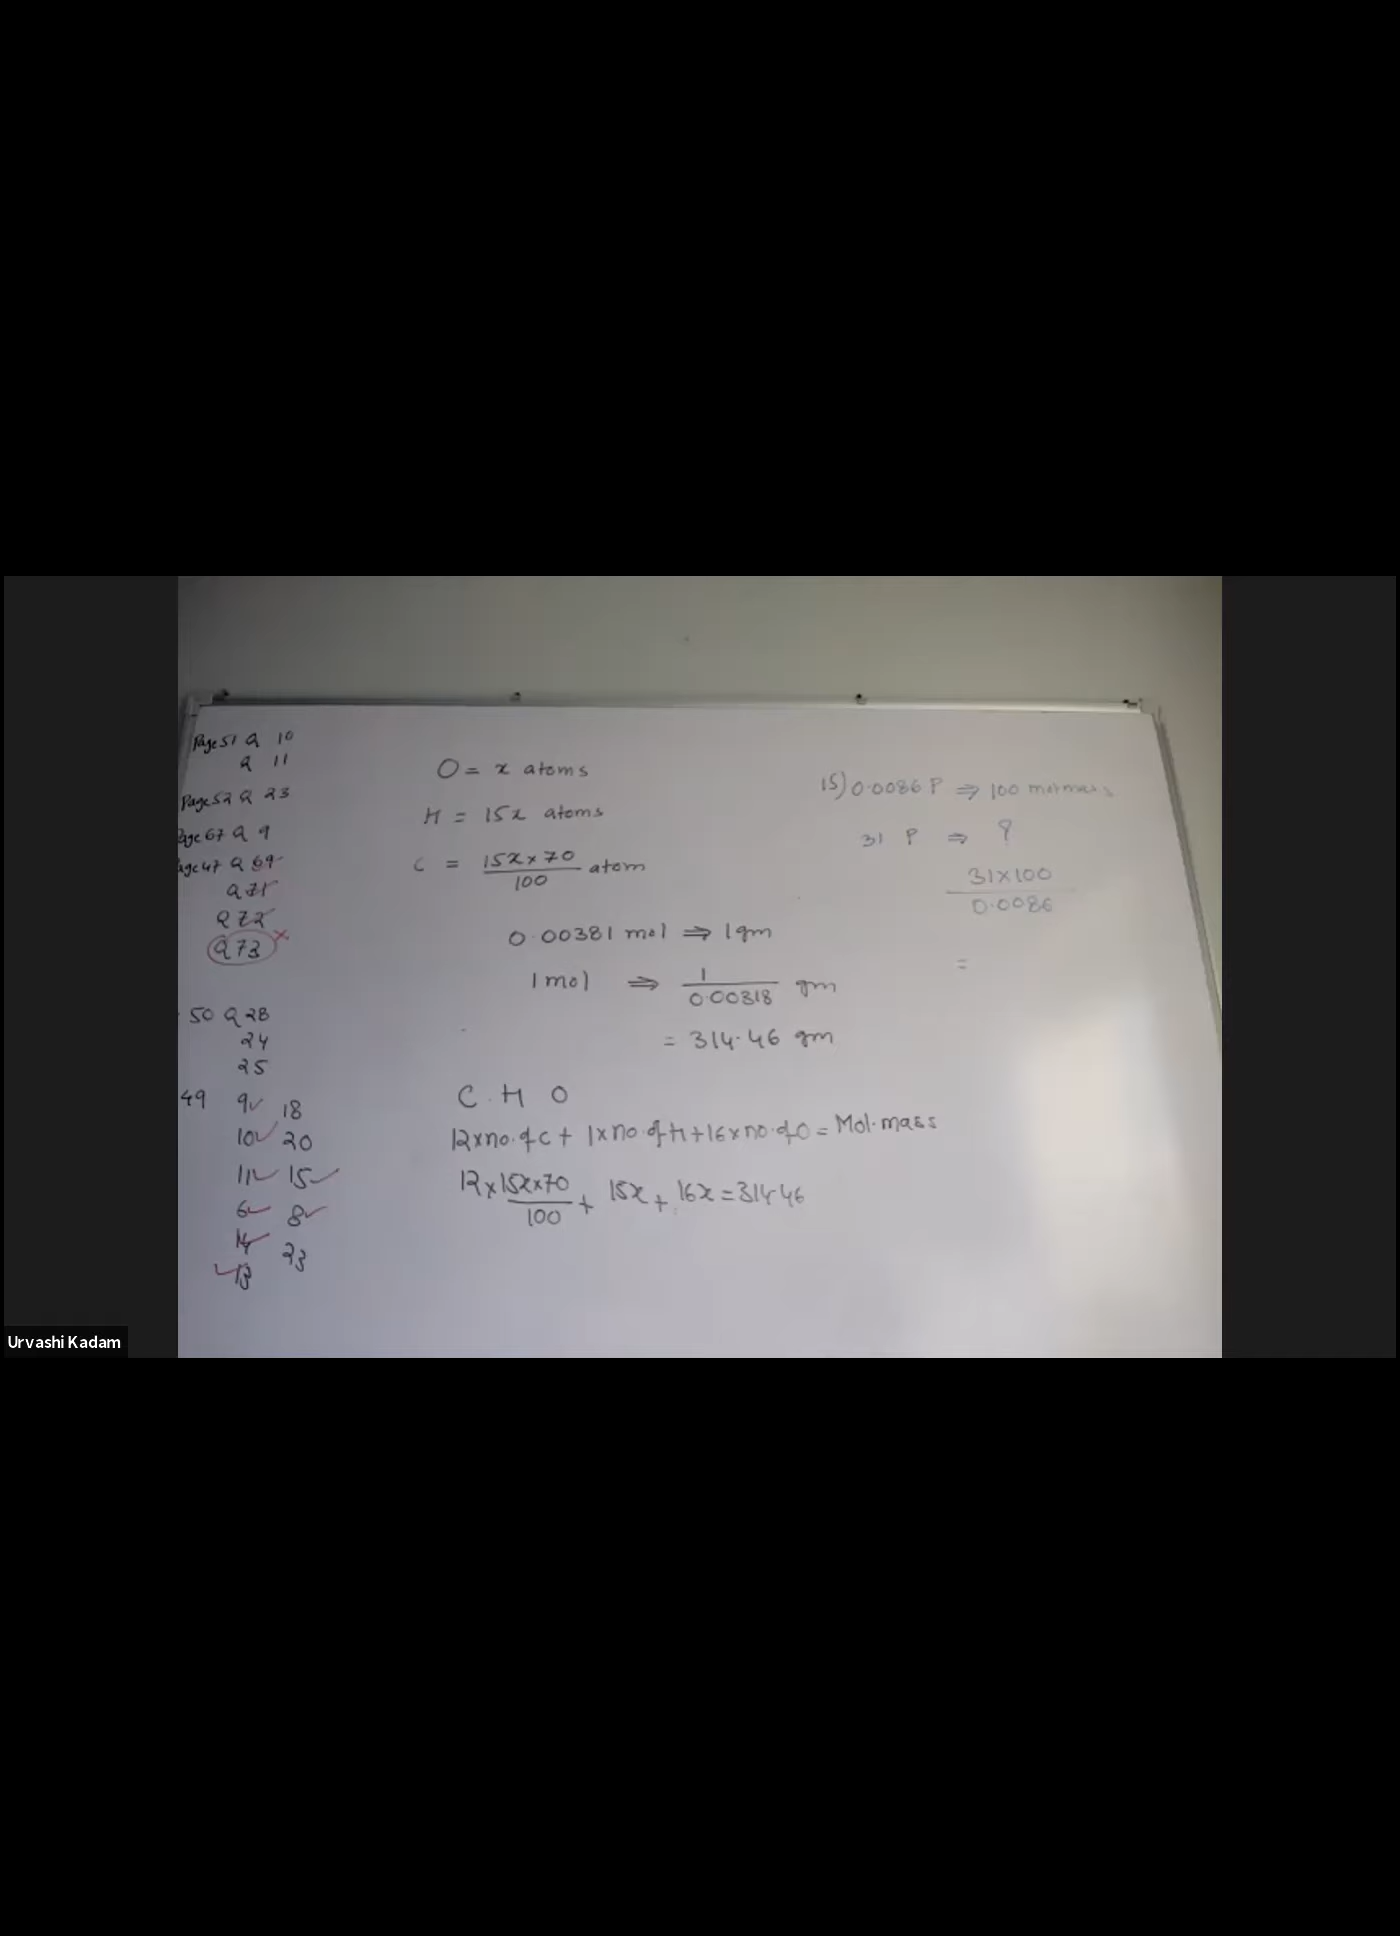 Page 51 Q 10
Q 11
Page 52 Q 23
Page 67 Q 9
age 47 Q 69
Q 71
Q 72
Q 73 ×
50 Q 28
24
25
49 9✓ 18
10✓ 20
11✓ 15✓
6✓ 8✓
14✓ 23
✓13
O = x atoms
H = 15x atoms
C = 15x × 70 / 100 atom
0.00381 mol ⇒ 1gm
1 mol ⇒ 1 / 0.00318 gm
= 314.46 gm
C. H O
12×no.of C + 1×no.of H + 16×no.of O = Mol.mass
12 × 15x×70 / 100 + 15x + 16x = 314.46
15) 0.0086 P ⇒ 100 mol mass
31 P ⇒ ?
31×100 / 0.0086
=
Urvashi Kadam